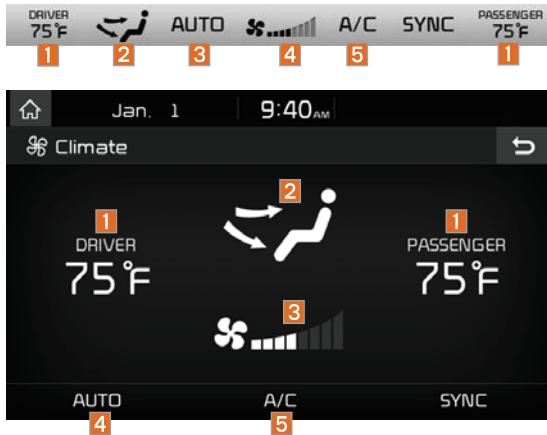 DRIVER AUTO A/C SYNC PASSENGER
75°F 75°F
1 2 3 4 5 1
Jan. 1 9:40AM
Climate
2
1 1
DRIVER PASSENGER
75°F 75°F
3
AUTO A/C SYNC
4 5